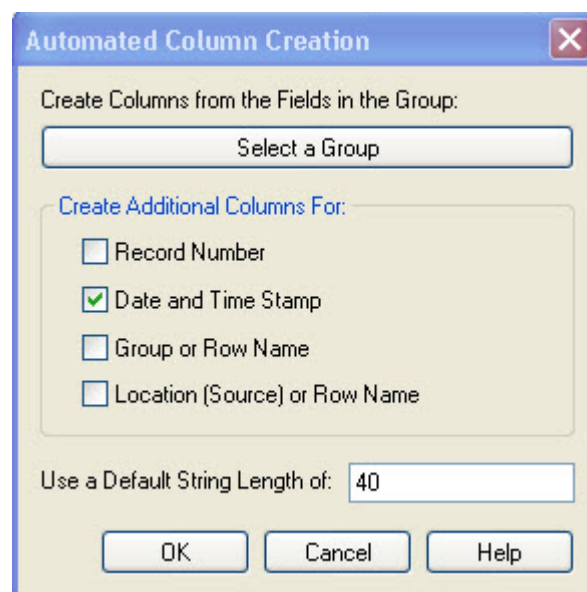 Automated Column Creation
Create Columns from the Fields in the Group:
Select a Group
Create Additional Columns For:
Record Number
Date and Time Stamp
Group or Row Name
Location (Source) or Row Name
Use a Default String Length of: 40
OK Cancel Help